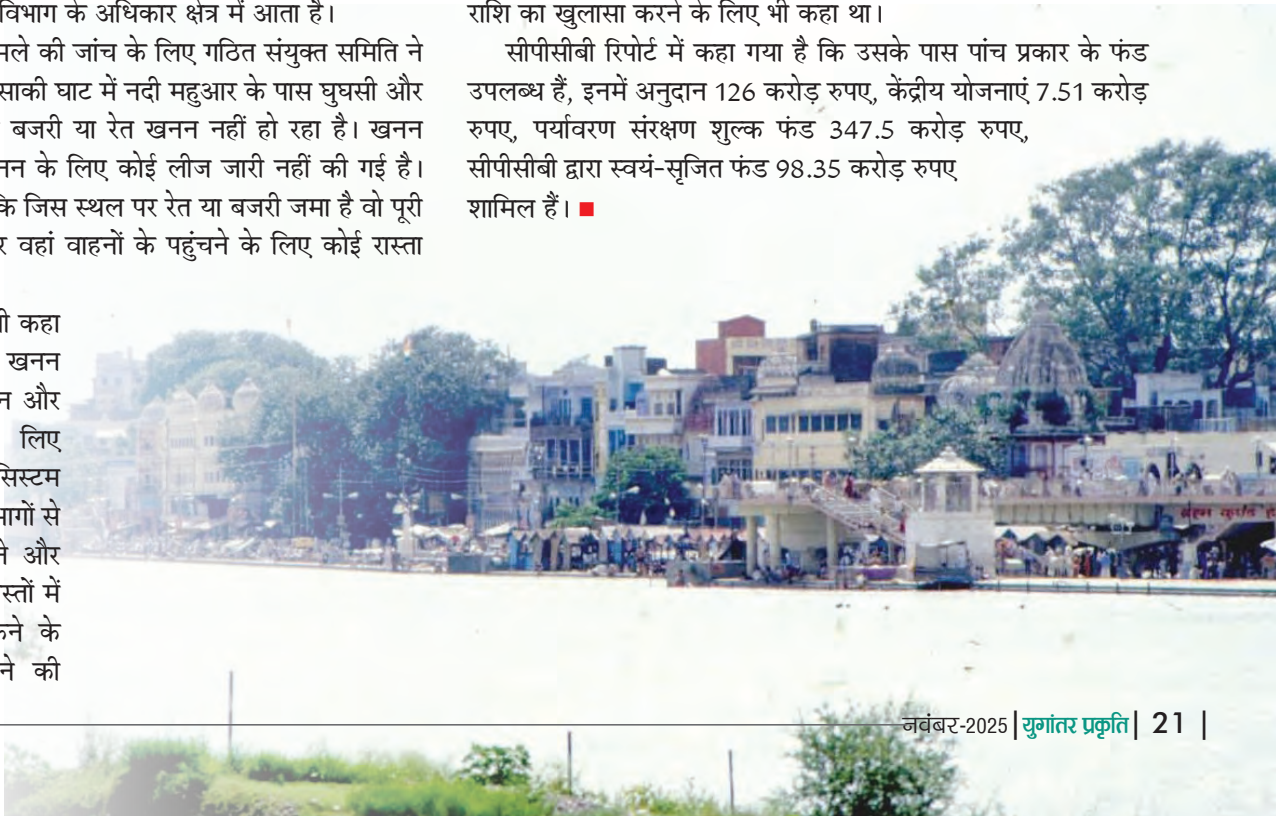 विभाग के अधिकार क्षेत्र में आता है।
मले की जांच के लिए गठित संयुक्त समिति ने
साकी घाट में नदी महुआर के पास घुघसी और
बजरी या रेत खनन नहीं हो रहा है। खनन
नन के लिए कोई लीज जारी नहीं की गई है।
कि जिस स्थल पर रेत या बजरी जमा है वो पूरी
र वहां वाहनों के पहुंचने के लिए कोई रास्ता
ी कहा
खनन
न और
लिए
सिस्टम
भागों से
ने और
स्तों में
कने के
ने की
राशि का खुलासा करने के लिए भी कहा था।
सीपीसीबी रिपोर्ट में कहा गया है कि उसके पास पांच प्रकार के फंड
उपलब्ध हैं, इनमें अनुदान 126 करोड़ रुपए, केंद्रीय योजनाएं 7.51 करोड़
रुपए, पर्यावरण संरक्षण शुल्क फंड 347.5 करोड़ रुपए,
सीपीसीबी द्वारा स्वयं-सृजित फंड 98.35 करोड़ रुपए
शामिल हैं।
नवंबर-2025 | युगांतर प्रकृति | 21 |